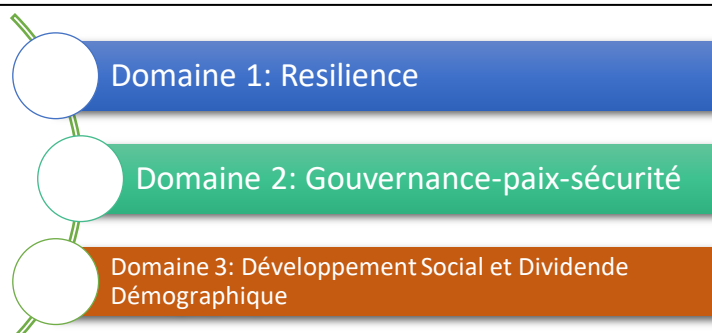 Domaine 1: Resilience
Domaine 2: Gouvernance-paix-sécurité
Domaine 3: Développement Social et Dividende
Démographique